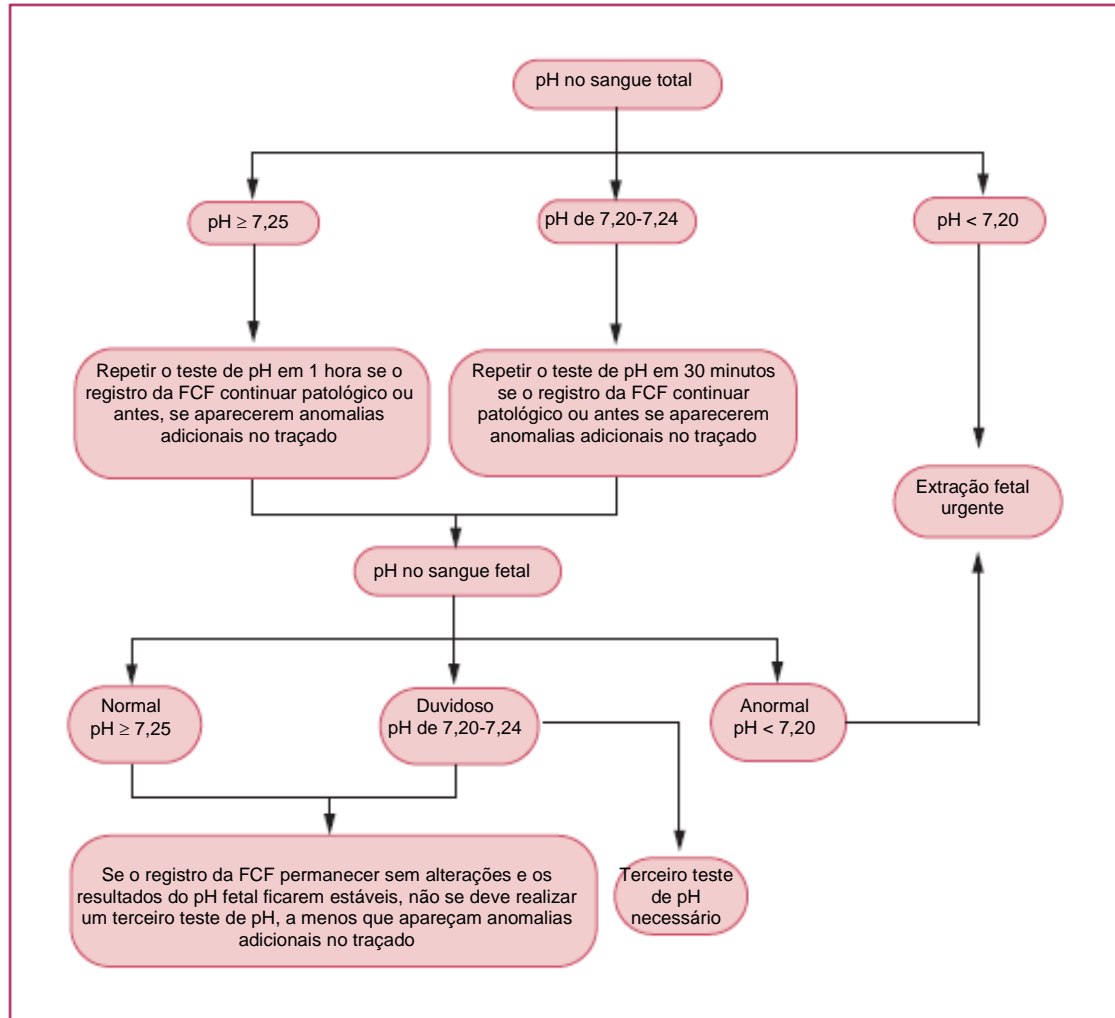 pH no sangue total
pH ≥ 7,25
pH de 7,20-7,24
pH < 7,20
Repetir o teste de pH em 1 hora se o
registro da FCF continuar patológico ou
antes, se aparecerem anomalias
adicionais no traçado
Repetir o teste de pH em 30 minutos
se o registro da FCF continuar
patológico ou antes se aparecerem
anomalias adicionais no traçado
Extração fetal
urgente
pH no sangue fetal
Normal
pH ≥ 7,25
Duvidoso
pH de 7,20-7,24
Anormal
pH < 7,20
Se o registro da FCF permanecer sem alterações e os
resultados do pH fetal ficarem estáveis, não se deve realizar
um terceiro teste de pH, a menos que apareçam anomalias
adicionais no traçado
Terceiro teste
de pH
necessário